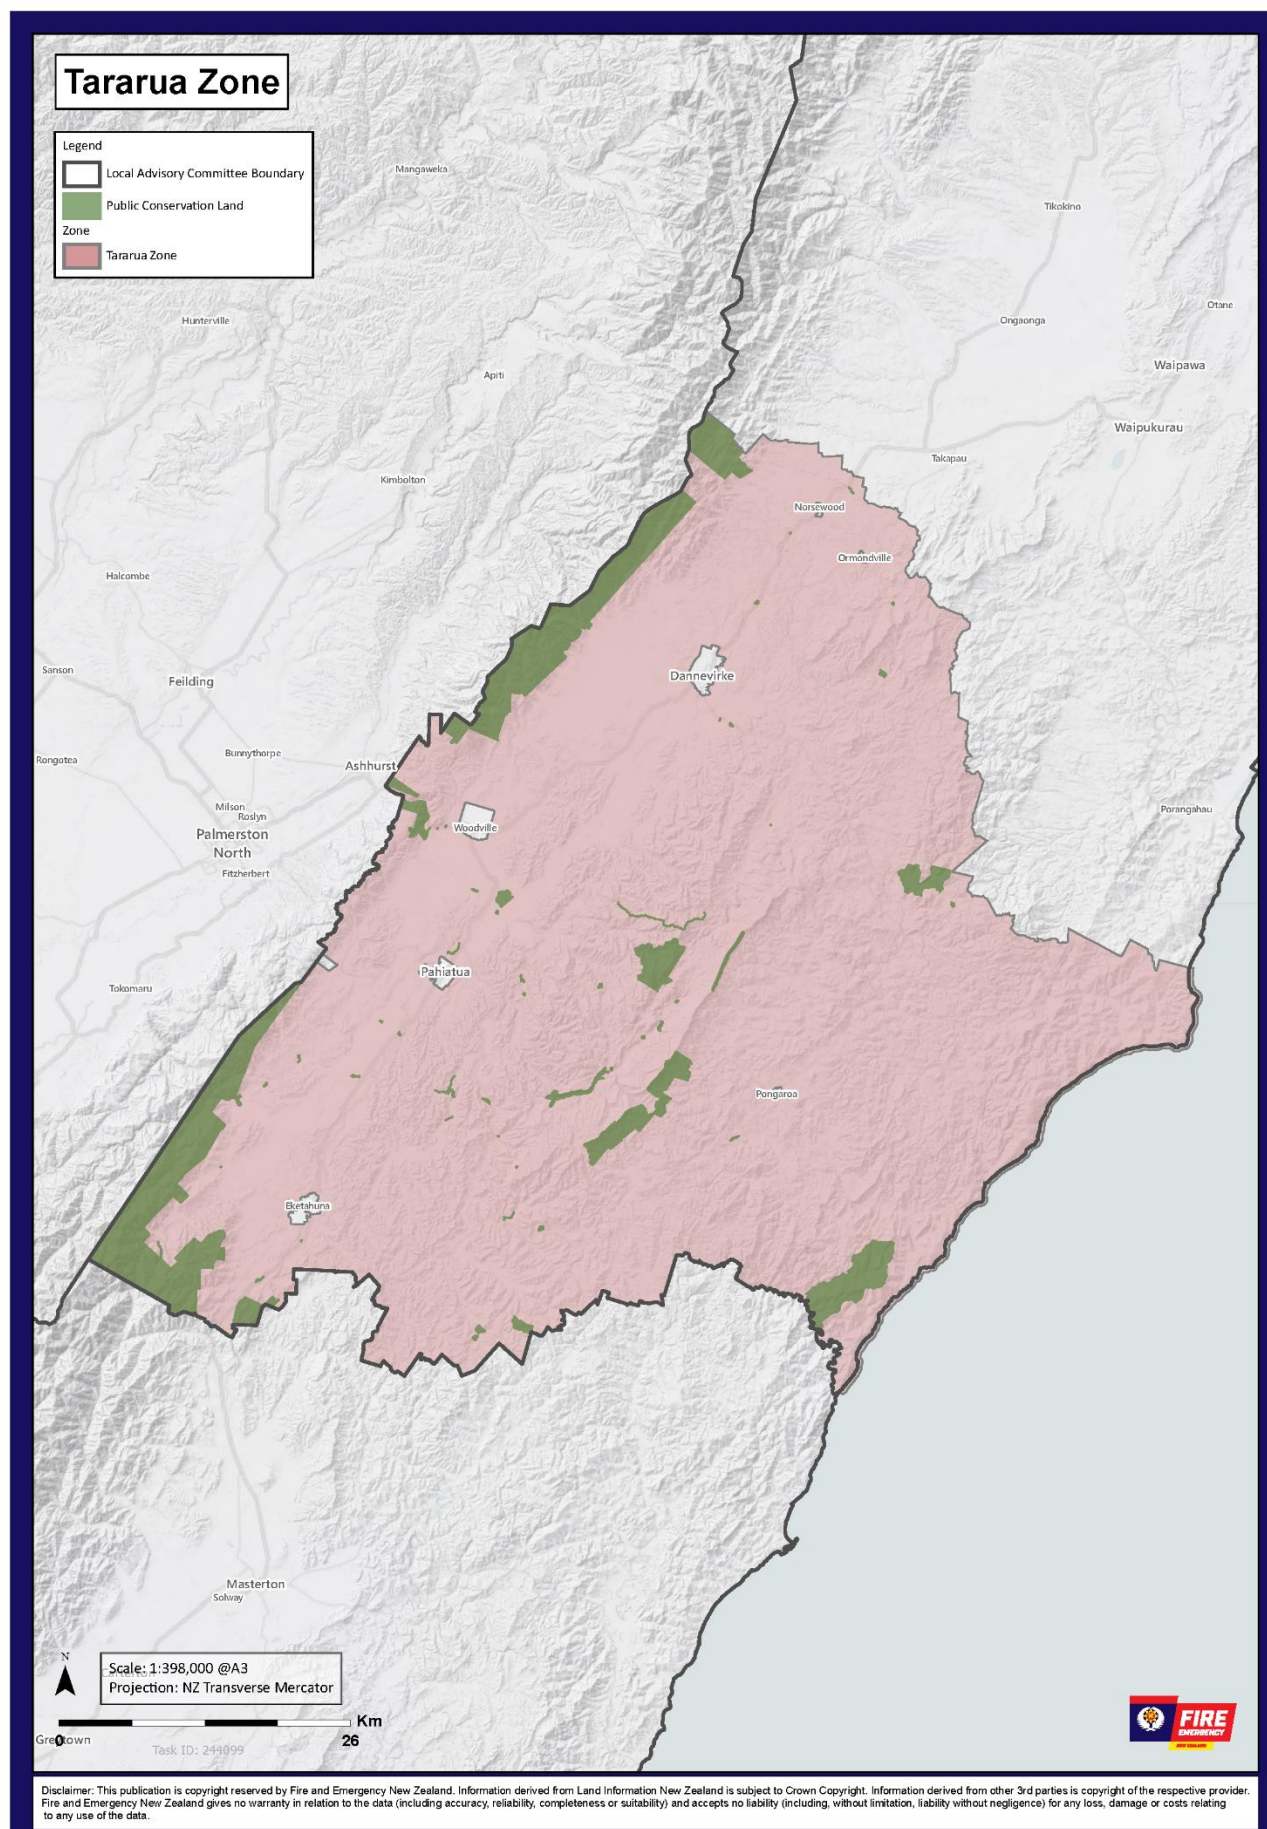 Tararua Zone
Legend
Local Advisory Committee Boundary
Public Conservation Land
Zone
Tararua Zone
Mangaweka
Tikokino
Otane
Hunterville
Ongaonga
Waipawa
Apiti
Waipukurau
Takapau
Kimbolton
Norsewood
Ormondville
Halcombe
Sanson
Feilding
Dannevirke
Bunnythorpe
Rongotea
Ashhurst
Milson
Roslyn
Porangahau
Palmerston
North
Woodville
Fitzherbert
Pahiatua
Tokomaru
Pongaroa
Eketahuna
Masterton
Solway
N
Scale: 1:398,000 @A3
Projection: NZ Transverse Mercator
Carterton
Km
0
26
Greytown
Task ID: 244099
FIRE
EMERGENCY
NEW ZEALAND
Disclaimer: This publication is copyright reserved by Fire and Emergency New Zealand. Information derived from Land Information New Zealand is subject to Crown Copyright. Information derived from other 3rd parties is copyright of the respective provider.
Fire and Emergency New Zealand gives no warranty in relation to the data (including accuracy, reliability, completeness or suitability) and accepts no liability (including, without limitation, liability without negligence) for any loss, damage or costs relating
to any use of the data.